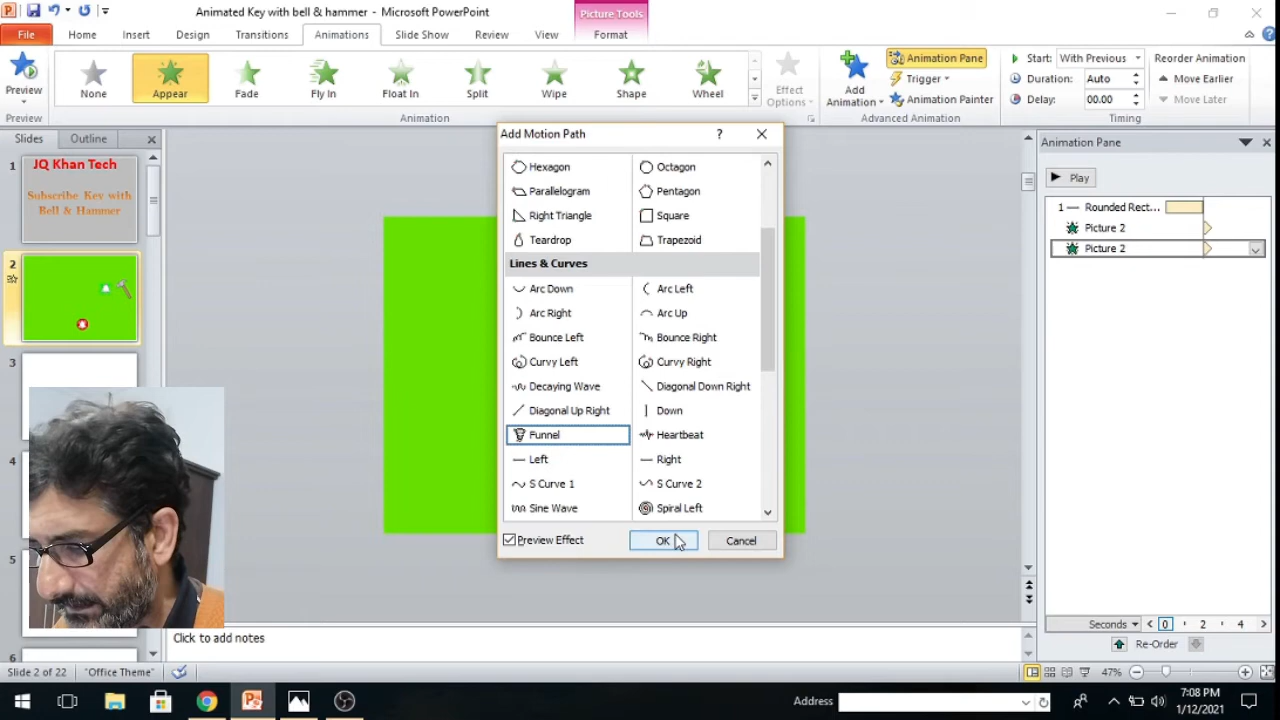 Animated Key with bell & hammer - Microsoft PowerPoint
Picture Tools
File Home Insert Design Transitions Animations Slide Show Review View Format
Preview
None
Appear
Fade
Fly In
Float In
Split
Wipe
Shape
Wheel
Effect Options
Add Animation
Animation Pane
Trigger
Animation Painter
Start: With Previous
Duration: Auto
Delay: 00.00
Reorder Animation
Move Earlier
Move Later
Preview
Animation
Advanced Animation
Timing
Slides
Outline
1
JQ Khan Tech
Subscribe Key with
Bell & Hammer
2
3
4
5
6
Add Motion Path
?
Hexagon
Octagon
Parallelogram
Pentagon
Right Triangle
Square
Teardrop
Trapezoid
Lines & Curves
Arc Down
Arc Left
Arc Right
Arc Up
Bounce Left
Bounce Right
Curvy Left
Curvy Right
Decaying Wave
Diagonal Down Right
Diagonal Up Right
Down
Funnel
Heartbeat
Left
Right
S Curve 1
S Curve 2
Sine Wave
Spiral Left
Preview Effect
OK
Cancel
Animation Pane
Play
1 Rounded Rect...
Picture 2
Picture 2
Seconds 0 2 4
Re-Order
Click to add notes
Slide 2 of 22
"Office Theme"
47%
Address
7:08 PM
1/12/2021